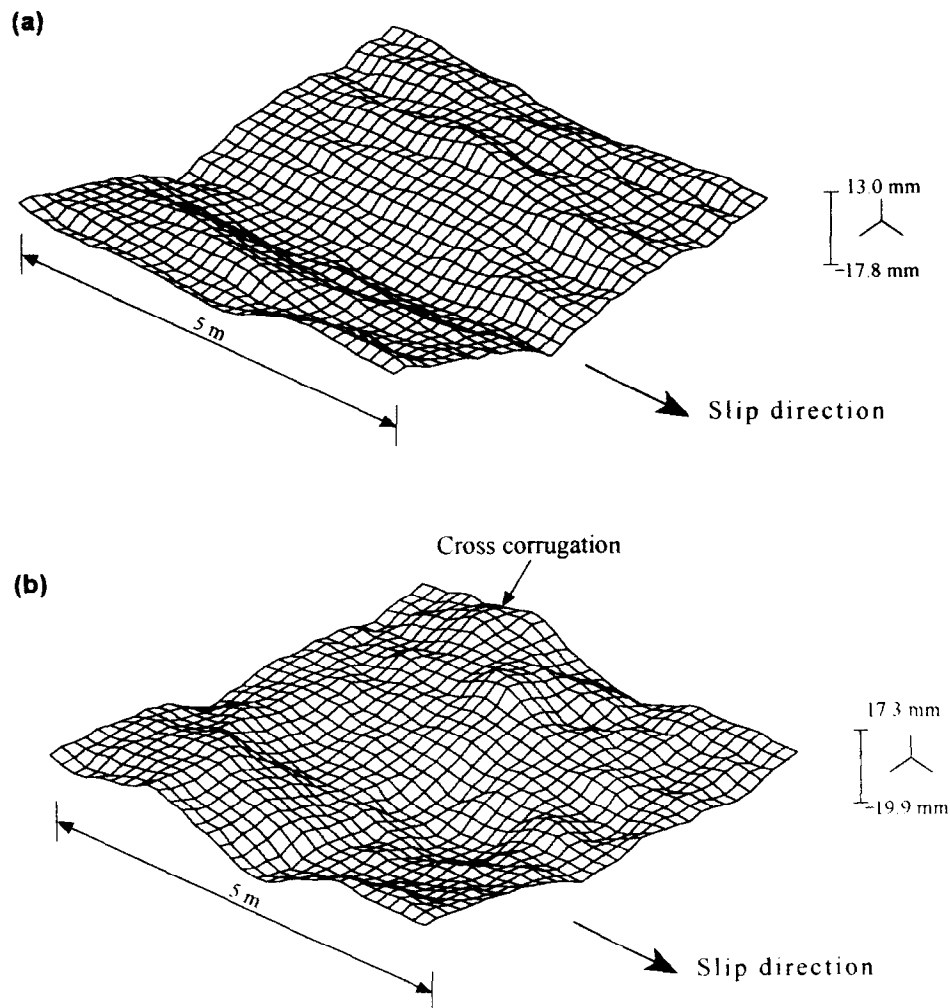 (a)
13.0 mm
-17.8 mm
5 m
Slip direction
Cross corrugation
(b)
17.3 mm
-19.9 mm
5 m
Slip direction